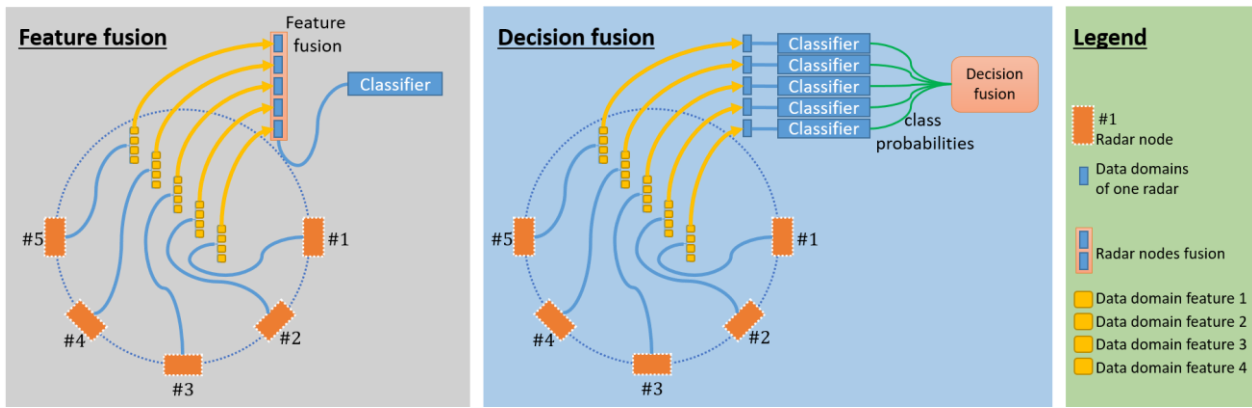 Feature fusion
Feature
fusion
Classifier
#1
#2
#3
#4
#5
Decision fusion
Classifier
Classifier
Classifier
Classifier
Classifier
class
probabilities
Decision
fusion
#1
#2
#3
#4
#5
Legend
#1
Radar node
Data domains
of one radar
Radar nodes fusion
Data domain feature 1
Data domain feature 2
Data domain feature 3
Data domain feature 4